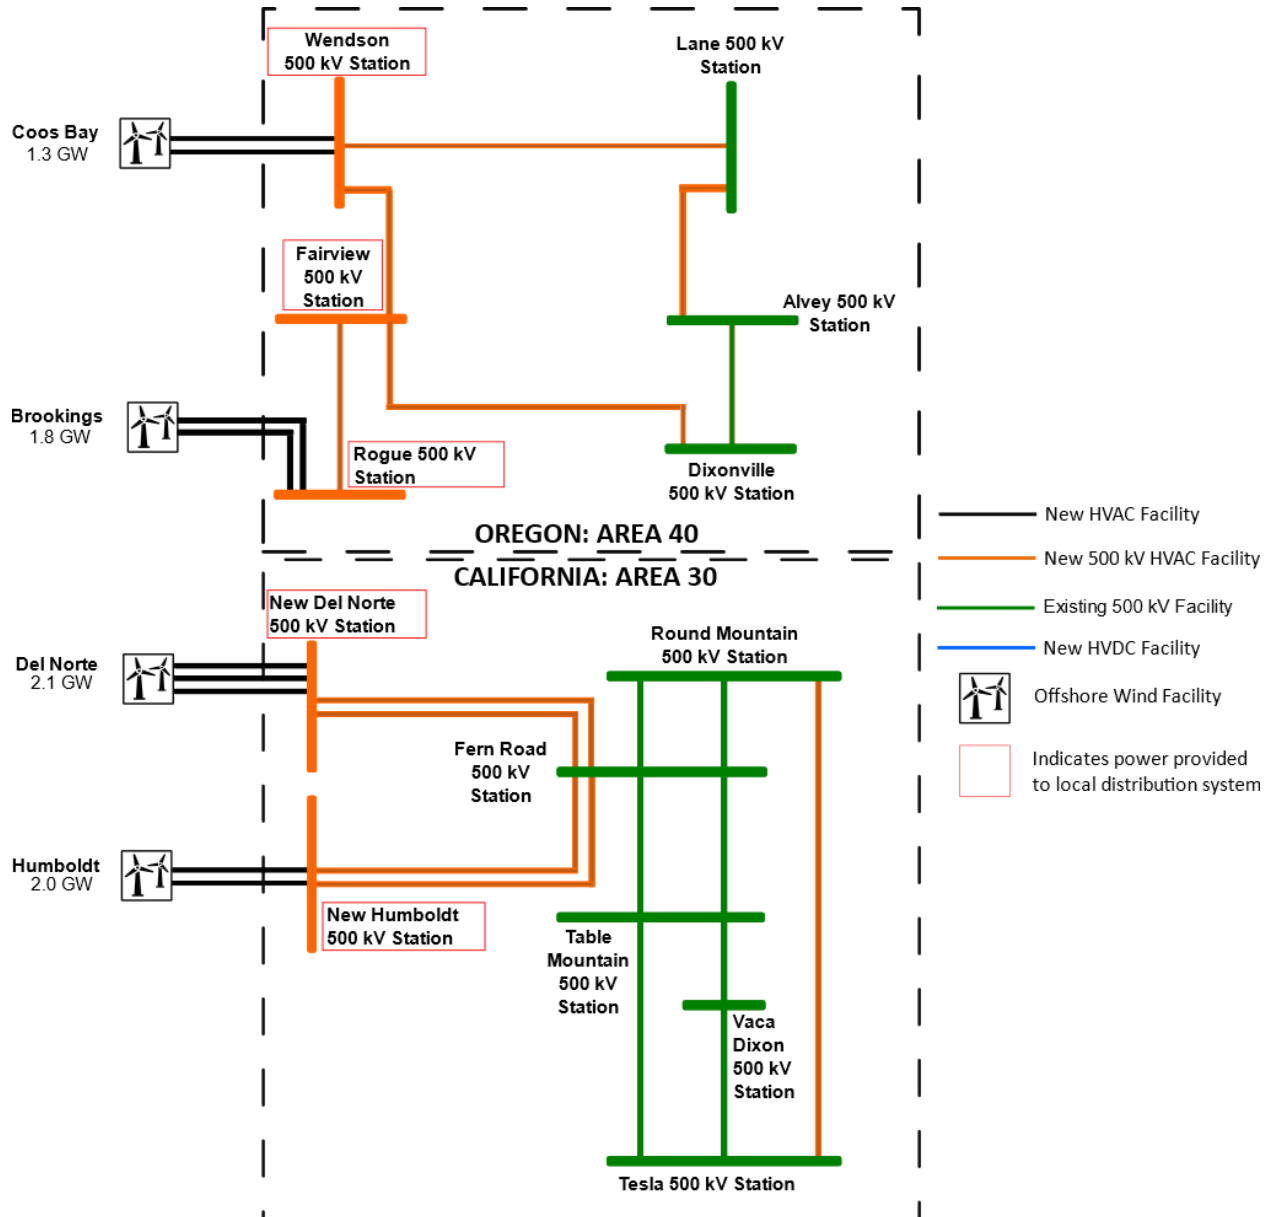 Wendson
500 kV Station
Lane 500 kV
Station
Coos Bay
1.3 GW
Fairview
500 kV
Station
Alvey 500 kV
Station
Brookings
1.8 GW
Rogue 500 kV
Station
Dixonville
500 kV Station
OREGON: AREA 40
CALIFORNIA: AREA 30
New HVAC Facility
New 500 kV HVAC Facility
Existing 500 kV Facility
New HVDC Facility
Offshore Wind Facility
Indicates power provided
to local distribution system
New Del Norte
500 kV Station
Round Mountain
500 kV Station
Del Norte
2.1 GW
Fern Road
500 kV
Station
Humboldt
2.0 GW
New Humboldt
500 kV Station
Table
Mountain
500 kV
Station
Vaca
Dixon
500 kV
Station
Tesla 500 kV Station